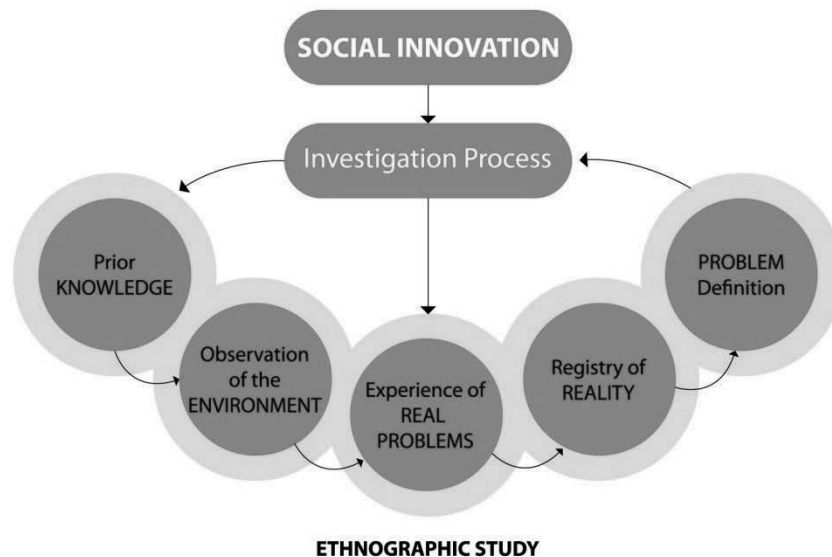 SOCIAL INNOVATION
Investigation Process
Prior
KNOWLEDGE
Observation
of the
ENVIRONMENT
Experience of
REAL
PROBLEMS
Registry of
REALITY
PROBLEM
Definition
ETHNOGRAPHIC STUDY